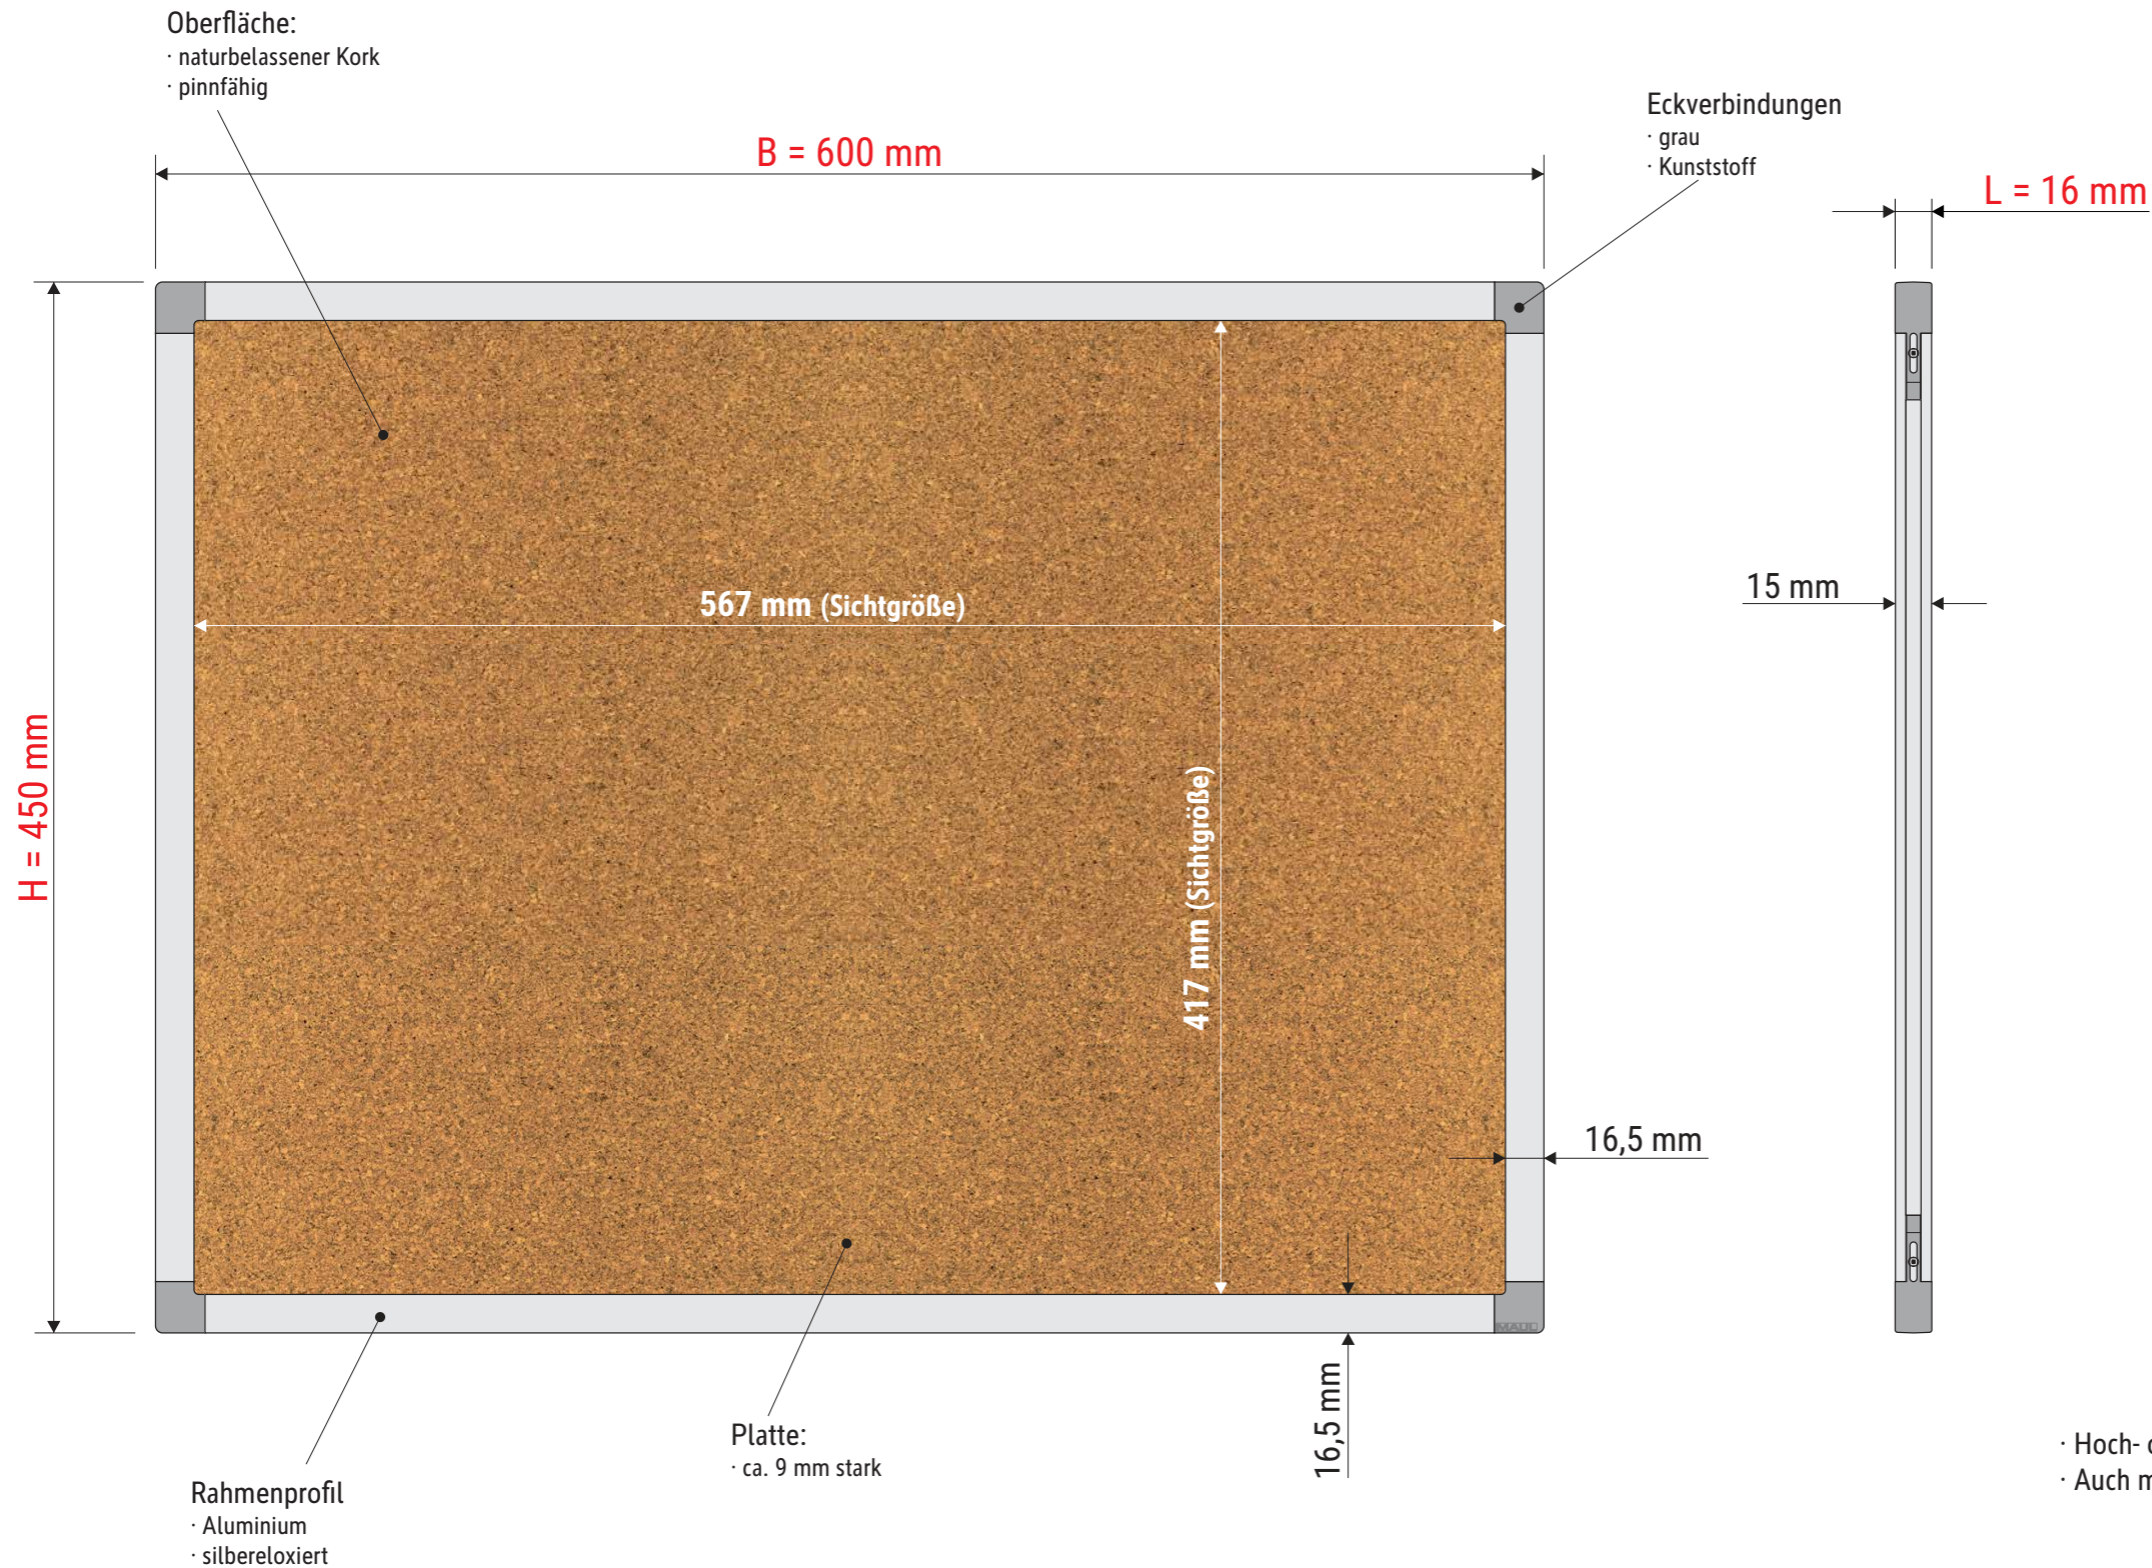 Oberfläche:
· naturbelassener Kork
· pinnfähig
Eckverbindungen
· grau
· Kunststoff
B = 600 mm
L = 16 mm
H = 450 mm
567 mm (Sichtgröße)
417 mm (Sichtgröße)
15 mm
16,5 mm
16,5 mm
MAUL
Platte:
· ca. 9 mm stark
Rahmenprofil
· Aluminium
· silbereloxiert
· Hoch-
· Auch